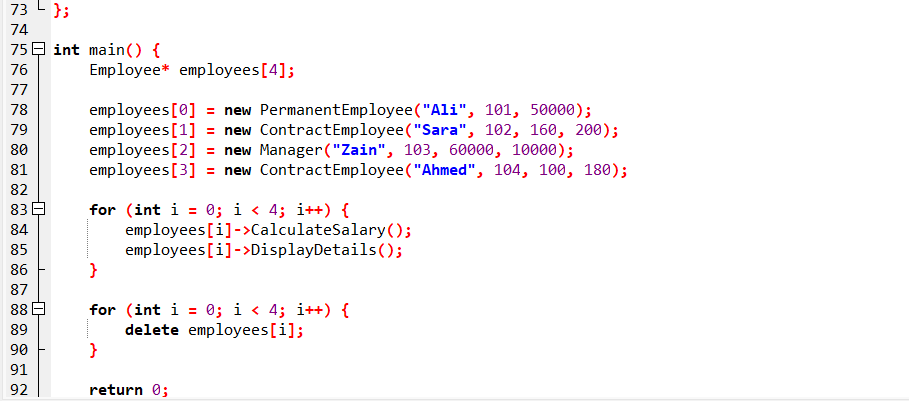 73 };
74
75 int main() {
76     Employee* employees[4];
77
78     employees[0] = new PermanentEmployee("Ali", 101, 50000);
79     employees[1] = new ContractEmployee("Sara", 102, 160, 200);
80     employees[2] = new Manager("Zain", 103, 60000, 10000);
81     employees[3] = new ContractEmployee("Ahmed", 104, 100, 180);
82
83     for (int i = 0; i < 4; i++) {
84         employees[i]->CalculateSalary();
85         employees[i]->DisplayDetails();
86     }
87
88     for (int i = 0; i < 4; i++) {
89         delete employees[i];
90     }
91
92     return 0;